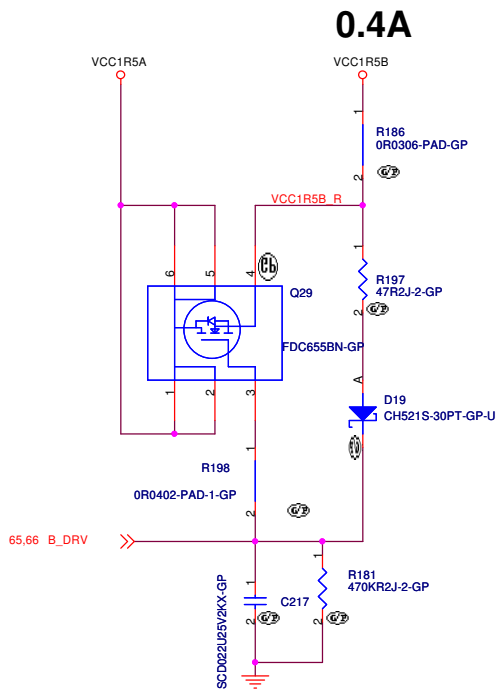 0.4A
VCC1R5A
VCC1R5B
1
R186
0R0306-PAD-GP
2
G/P
VCC1R5B_R
6
5
4
1
R197
47R2J-2-GP
2
G/P
Q29
FDC655BN-GP
1
2
3
A
D19
CH521S-30PT-GP-U
1
R198
0R0402-PAD-1-GP
2
G/P
65,66 B_DRV
1
SCD022U25V2KX-GP
C217
2
G/P
1
R181
470KR2J-2-GP
2
G/P